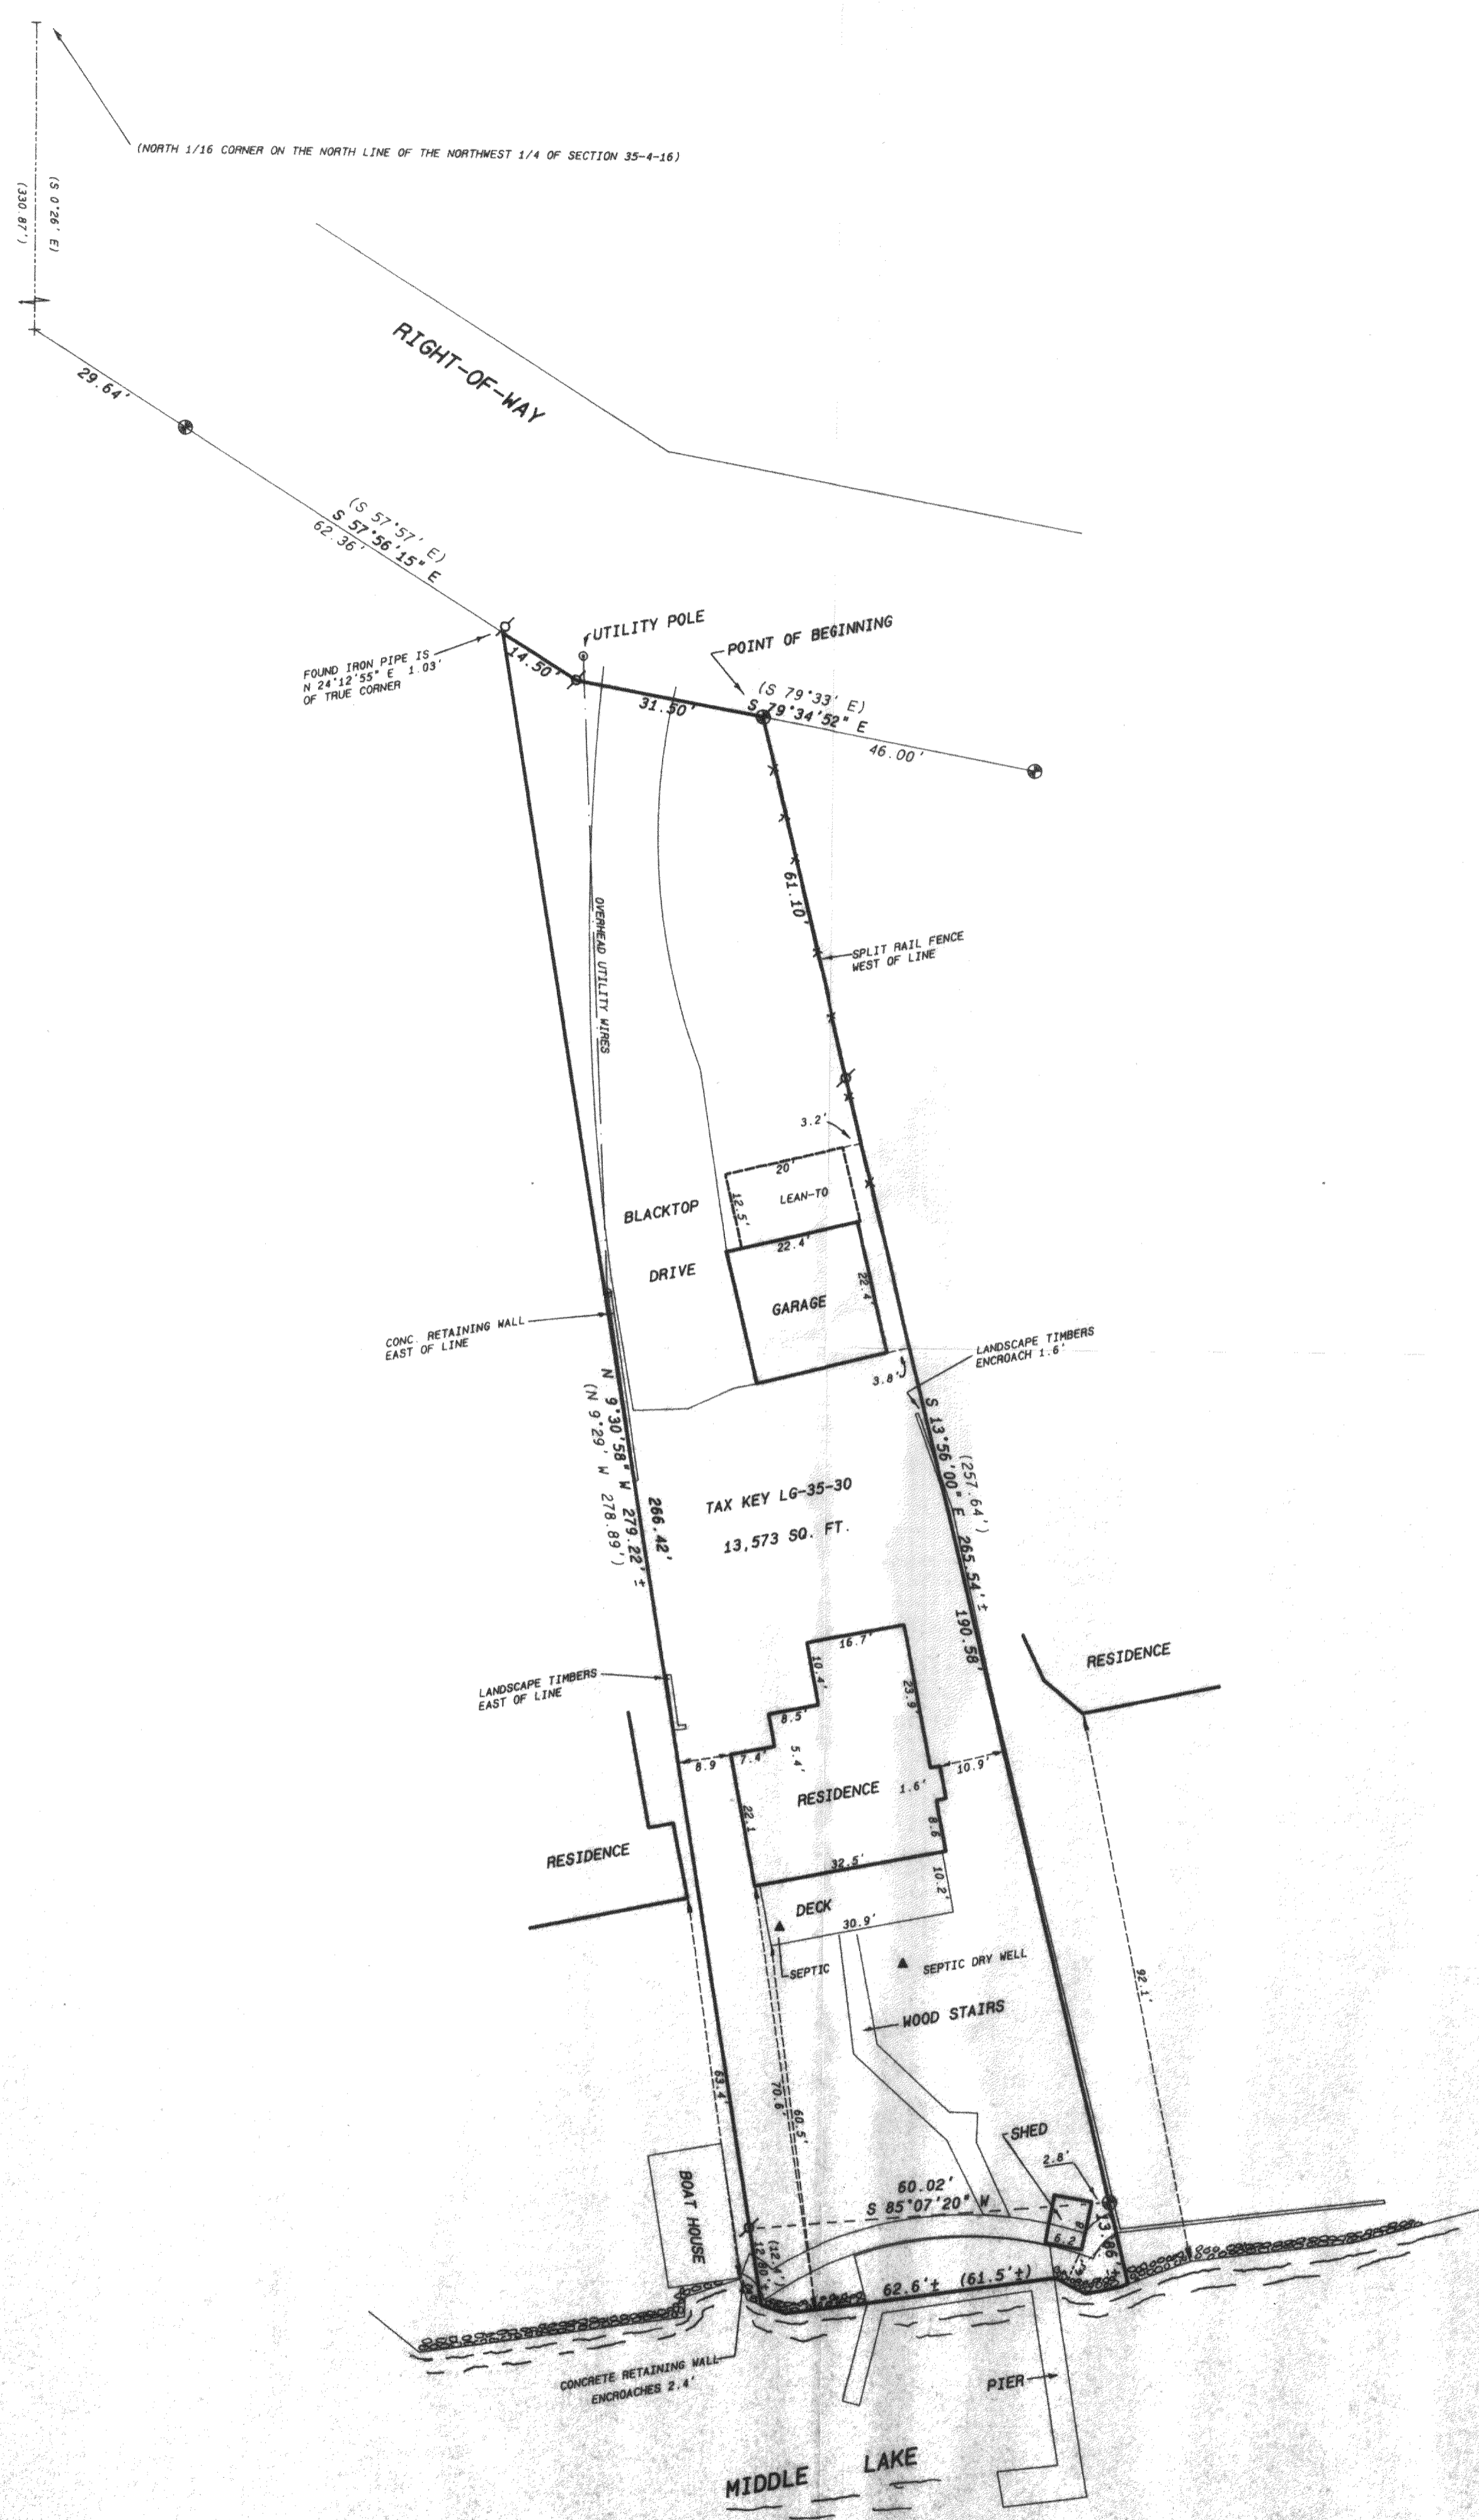 (NORTH 1/16 CORNER ON THE NORTH LINE OF THE NORTHWEST 1/4 OF SECTION 35-4-16)
(S 0°26' E)
(330.87')
RIGHT-OF-WAY
29.64'
(S 57°57' E)
S 57°56'15" E
62.36'
UTILITY POLE
POINT OF BEGINNING
FOUND IRON PIPE IS
N 24°12'55" E 1.03'
OF TRUE CORNER
14.50'
31.50'
(S 79°33' E)
S 79°34'52" E
46.00'
61.10'
OVERHEAD UTILITY WIRES
SPLIT RAIL FENCE
WEST OF LINE
3.2'
20'
LEAN-TO
12.5'
BLACKTOP
DRIVE
22.4'
22.4'
GARAGE
CONC. RETAINING WALL
EAST OF LINE
LANDSCAPE TIMBERS
ENCROACH 1.6'
3.8'
N 9°30'58" W 279.22'±
(N 9°29' W 278.89')
266.42'
S 13°56'00" E 265.54'±
(257.64')
190.58'
TAX KEY LG-35-30
13,573 SQ. FT.
16.7'
10.4'
23.9'
RESIDENCE
LANDSCAPE TIMBERS
EAST OF LINE
8.5'
8.9
7.4'
5.4'
10.9'
RESIDENCE
1.6'
22.1
8.6
RESIDENCE
32.5'
10.2'
DECK
30.9'
SEPTIC
SEPTIC DRY WELL
92.1'
WOOD STAIRS
63.4'
70.6'
60.5'
SHED
2.8'
BOAT HOUSE
60.02'
S 85°07'20" W
8
6.2
13.86
12.80'±
62.6'± (61.5'±)
CONCRETE RETAINING WALL
ENCROACHES 2.4'
PIER
MIDDLE LAKE